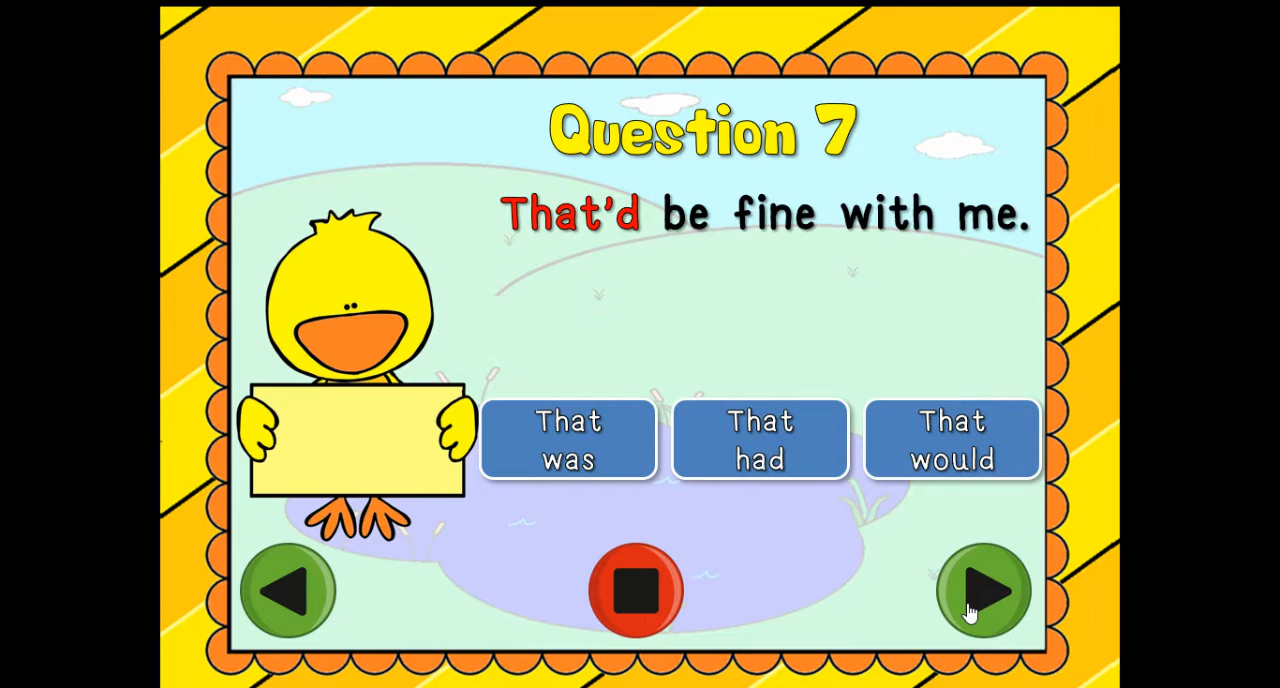 Question 7
That'd be fine with me.
That
was
That
had
That
would